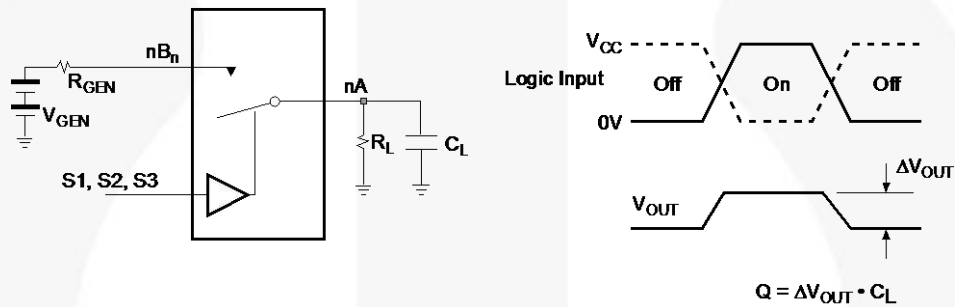 nBn
RGEN
VGEN
nA
RL
CL
S1, S2, S3
VCC
Logic Input
Off
On
Off
0V
ΔVOUT
VOUT
Q = ΔVOUT • CL